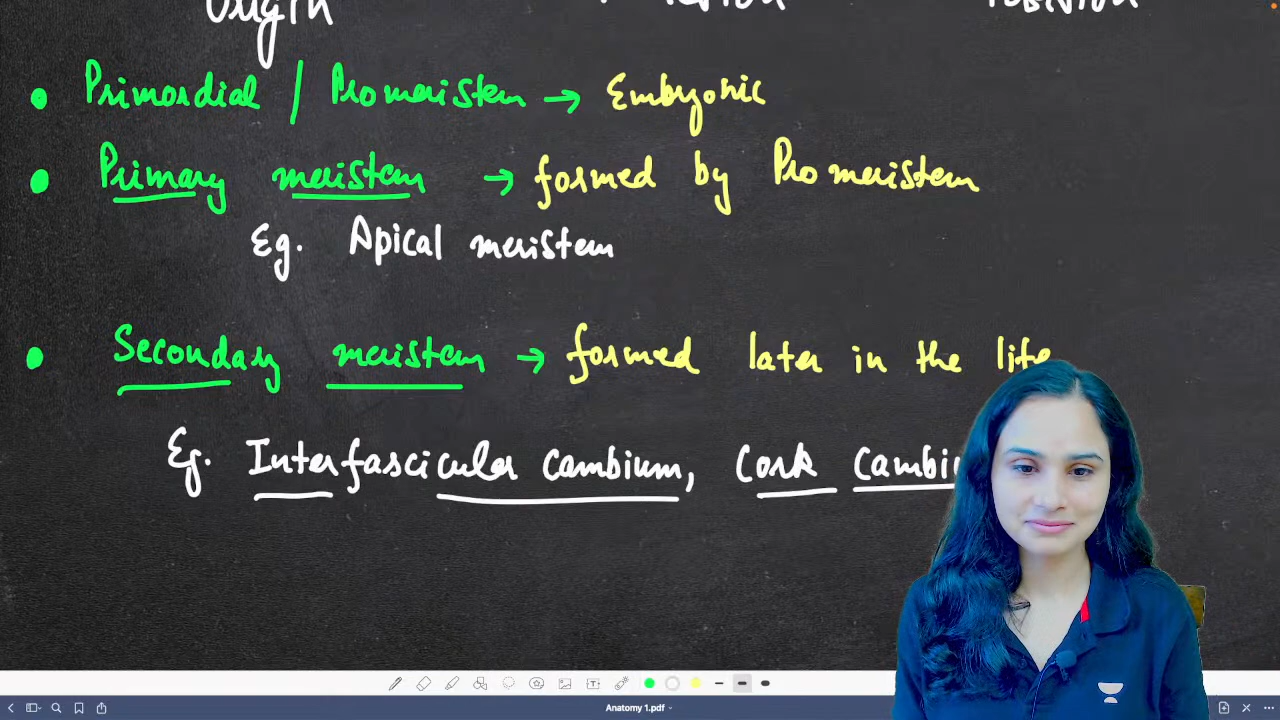 Origin
Primordial / Promeristem → Embryonic
Primary meristem → formed by Promeristem
Eg. Apical meristem
Secondary meristem → formed later in the life
Eg. Interfascicular cambium, Cork Cambi
Anatomy 1.pdf